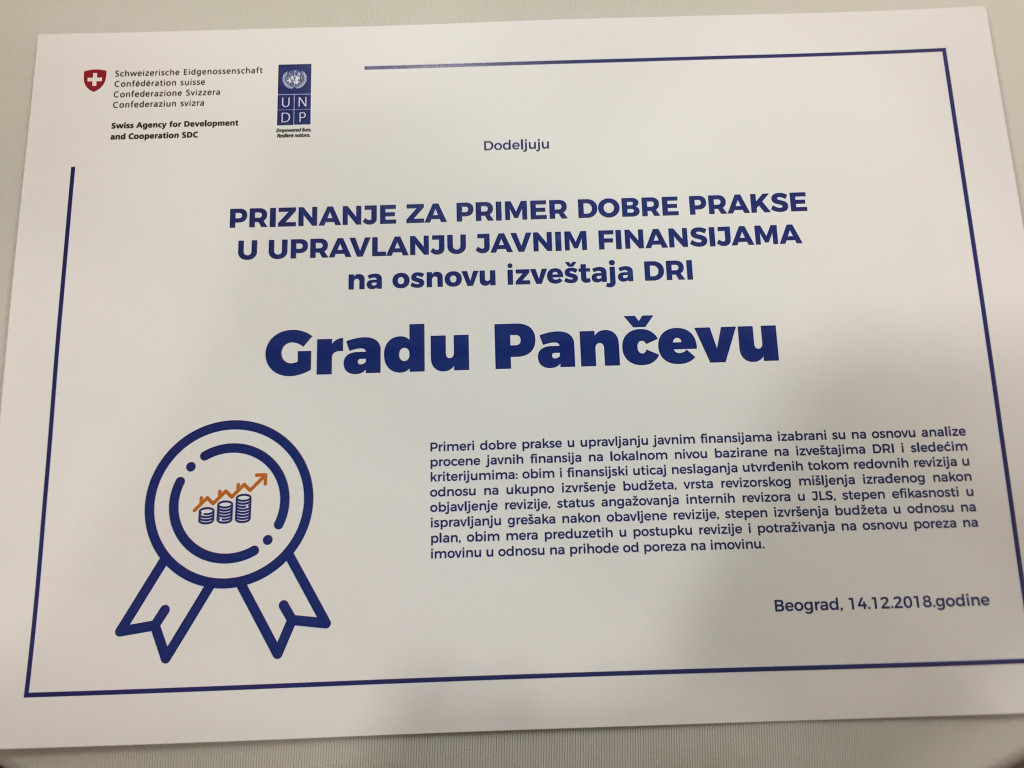 Schweizerische Eidgenossenschaft
Confédération suisse
Confederazione Svizzera
Confederaziun svizra
Swiss Agency for Development
and Cooperation SDC
U N
D P
Empowered lives.
Resilient nations.
Dodeljuju
PRIZNANJE ZA PRIMER DOBRE PRAKSE
U UPRAVLJANJU JAVNIM FINANSIJAMA
na osnovu izveštaja DRI
Gradu Pančevu
Primeri dobre prakse u upravljanju javnim finansijama izabrani su na osnovu analize
procene javnih finansija na lokalnom nivou bazirane na izveštajima DRI i sledećim
kriterijumima: obim i finansijski uticaj neslaganja utvrđenih tokom redovnih revizija u
odnosu na ukupno izvršenje budžeta, vrsta revizorskog mišljenja izrađenog nakon
objavljenje revizije, status angažovanja internih revizora u JLS, stepen efikasnosti u
ispravljanju grešaka nakon obavljene revizije, stepen izvršenja budžeta u odnosu na
plan, obim mera preduzetih u postupku revizije i potraživanja na osnovu poreza na
imovinu u odnosu na prihode od poreza na imovinu.
Beograd, 14.12.2018.godine